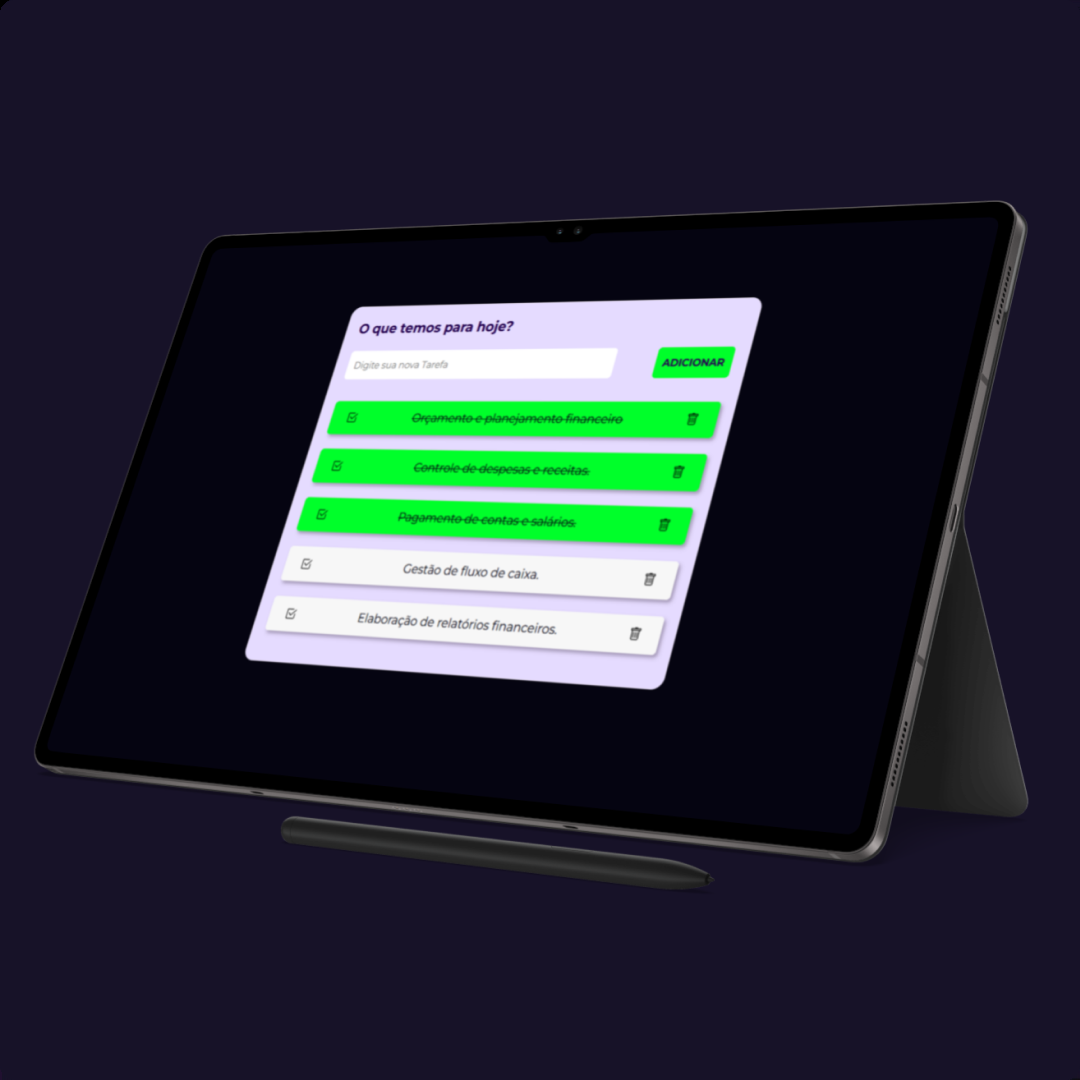 O que temos para hoje?
Digite sua nova Tarefa
ADICIONAR
Orçamento e planejamento financeiro
Controle de despesas e receitas.
Pagamento de contas e salários.
Gestão de fluxo de caixa.
Elaboração de relatórios financeiros.